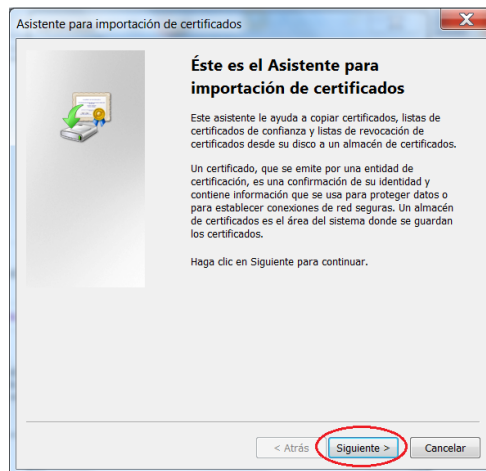 Asistente para importación de certificados
Éste es el Asistente para
importación de certificados
Este asistente le ayuda a copiar certificados, listas de
certificados de confianza y listas de revocación de
certificados desde su disco a un almacén de certificados.
Un certificado, que se emite por una entidad de
certificación, es una confirmación de su identidad y
contiene información que se usa para proteger datos o
para establecer conexiones de red seguras. Un almacén
de certificados es el área del sistema donde se guardan
los certificados.
Haga clic en Siguiente para continuar.
< Atrás Siguiente > Cancelar